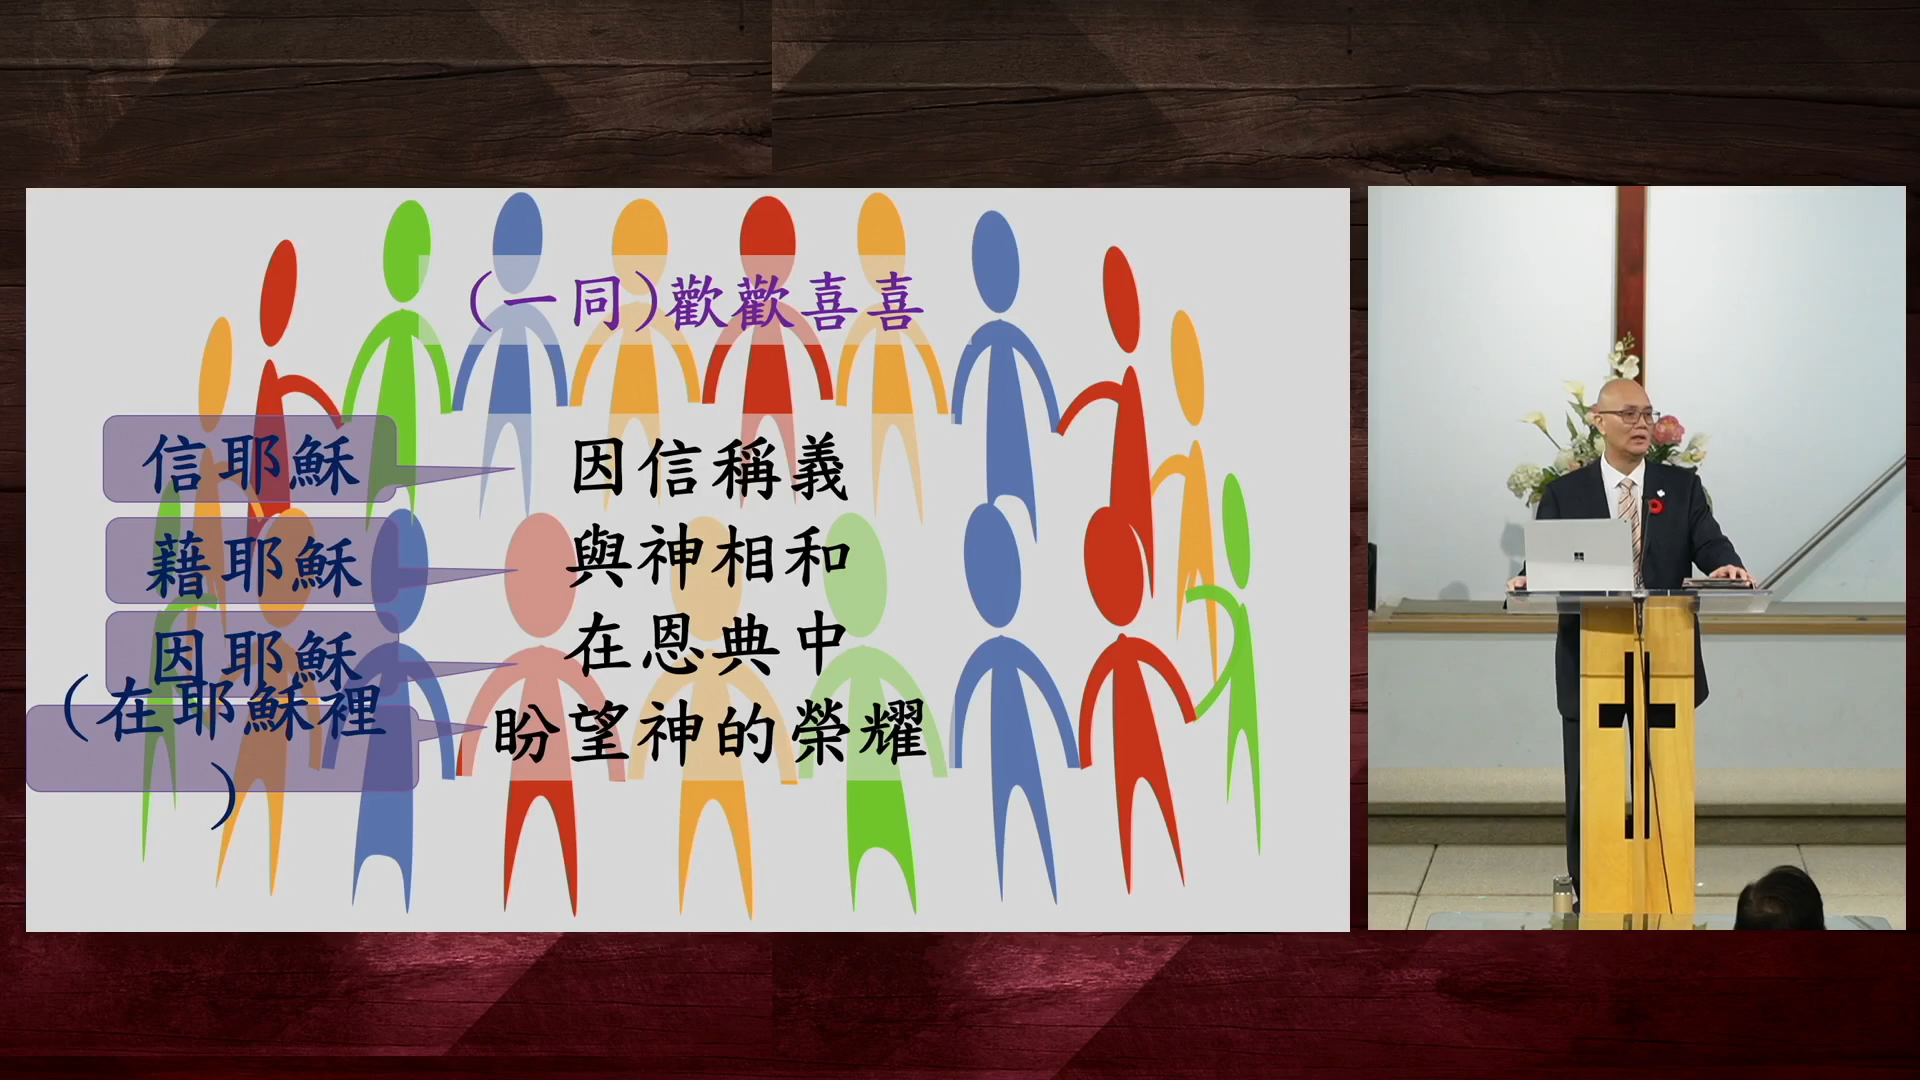 (一同)歡歡喜喜
信耶穌
因信稱義
藉耶穌
與神相和
因耶穌
在恩典中
(在耶穌裡
)
盼望神的榮耀